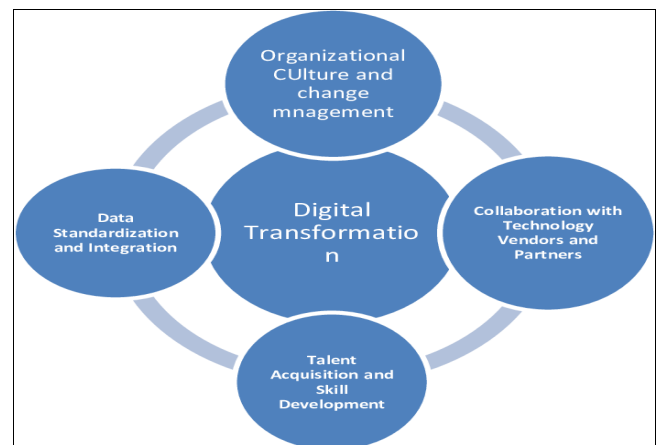 Organizational
CUlture and
change
mnagement
Digital
Transformatio
n
Data
Standardization
and Integration
Collaboration with
Technology
Vendors and
Partners
Talent
Acquisition and
Skill
Development